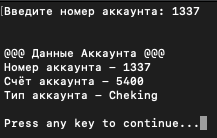 Введите номер аккаунта: 1337
@@@ Данные Аккаунта @@@
Номер аккаунта – 1337
Счёт аккаунта – 5400
Тип аккаунта – Cheking
Press any key to continue...